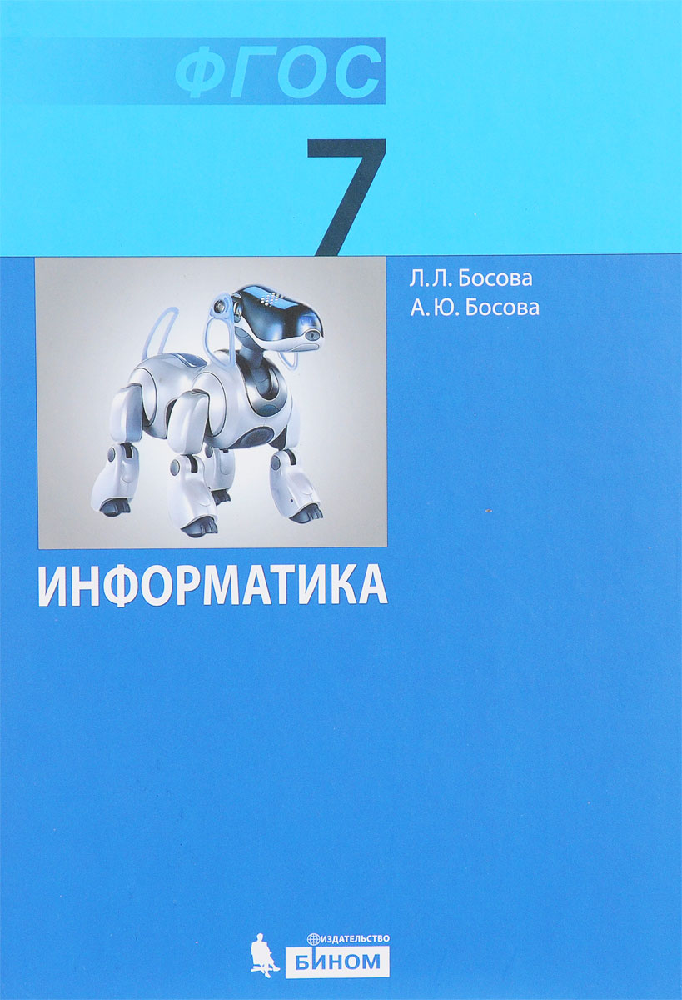 ФГОС
7
Л. Л. Босова
А. Ю. Босова
ИНФОРМАТИКА
ИЗДАТЕЛЬСТВО
БИНОМ